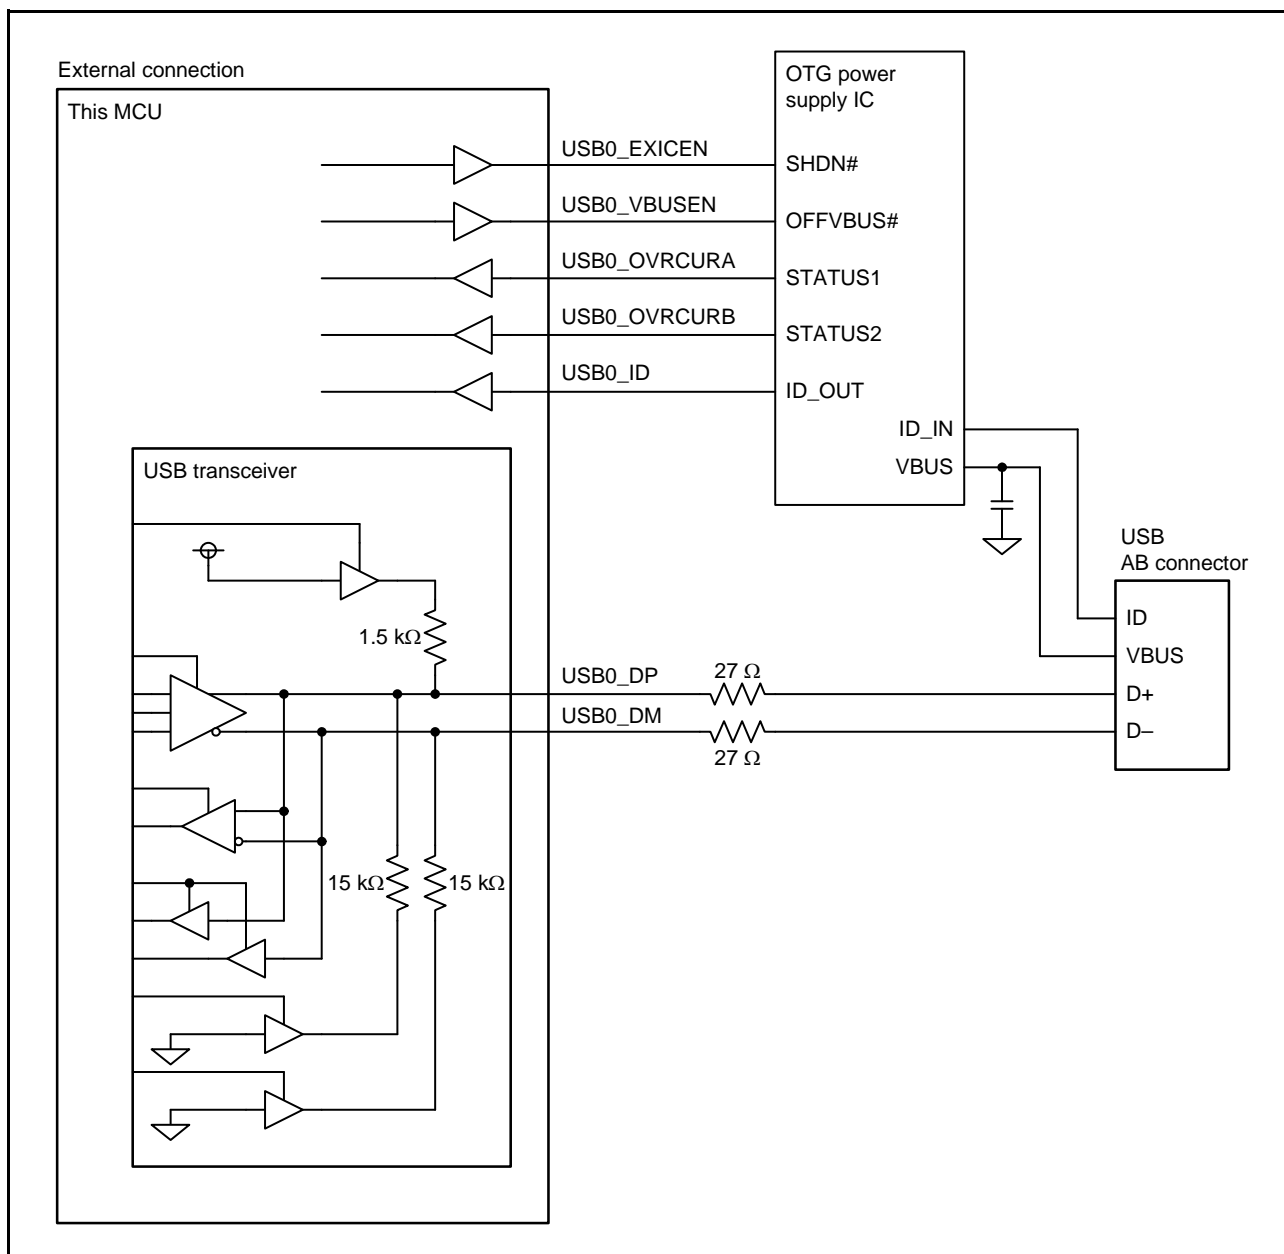 External connection
This MCU
OTG power
supply IC
USB0_EXICEN
SHDN#
USB0_VBUSEN
OFFVBUS#
USB0_OVRCURA
STATUS1
USB0_OVRCURB
STATUS2
USB0_ID
ID_OUT
ID_IN
VBUS
USB transceiver
USB
AB connector
ID
VBUS
D+
D–
1.5 kΩ
USB0_DP
27 Ω
USB0_DM
27 Ω
15 kΩ
15 kΩ